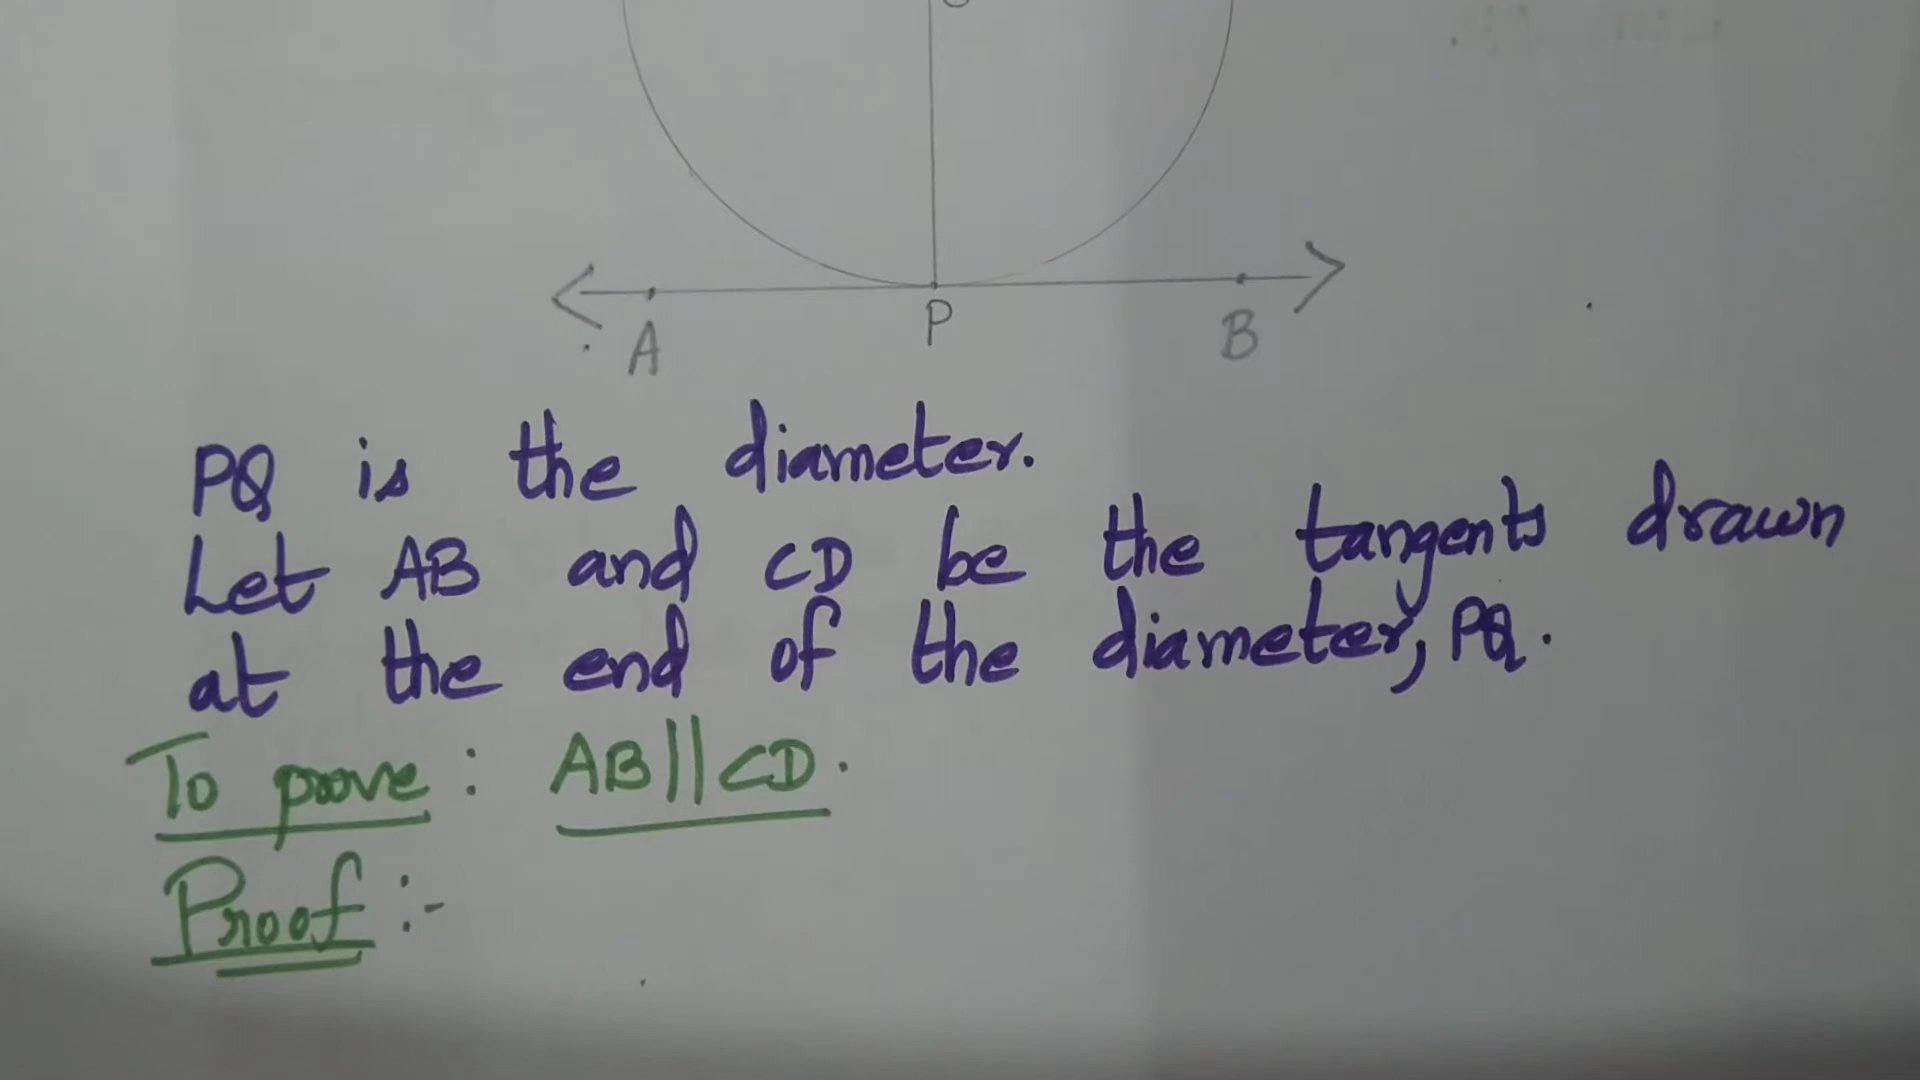 A P B
PQ is the diameter.
Let AB and CD be the tangents drawn
at the end of the diameter, PQ.
To prove : AB||CD.
Proof :-